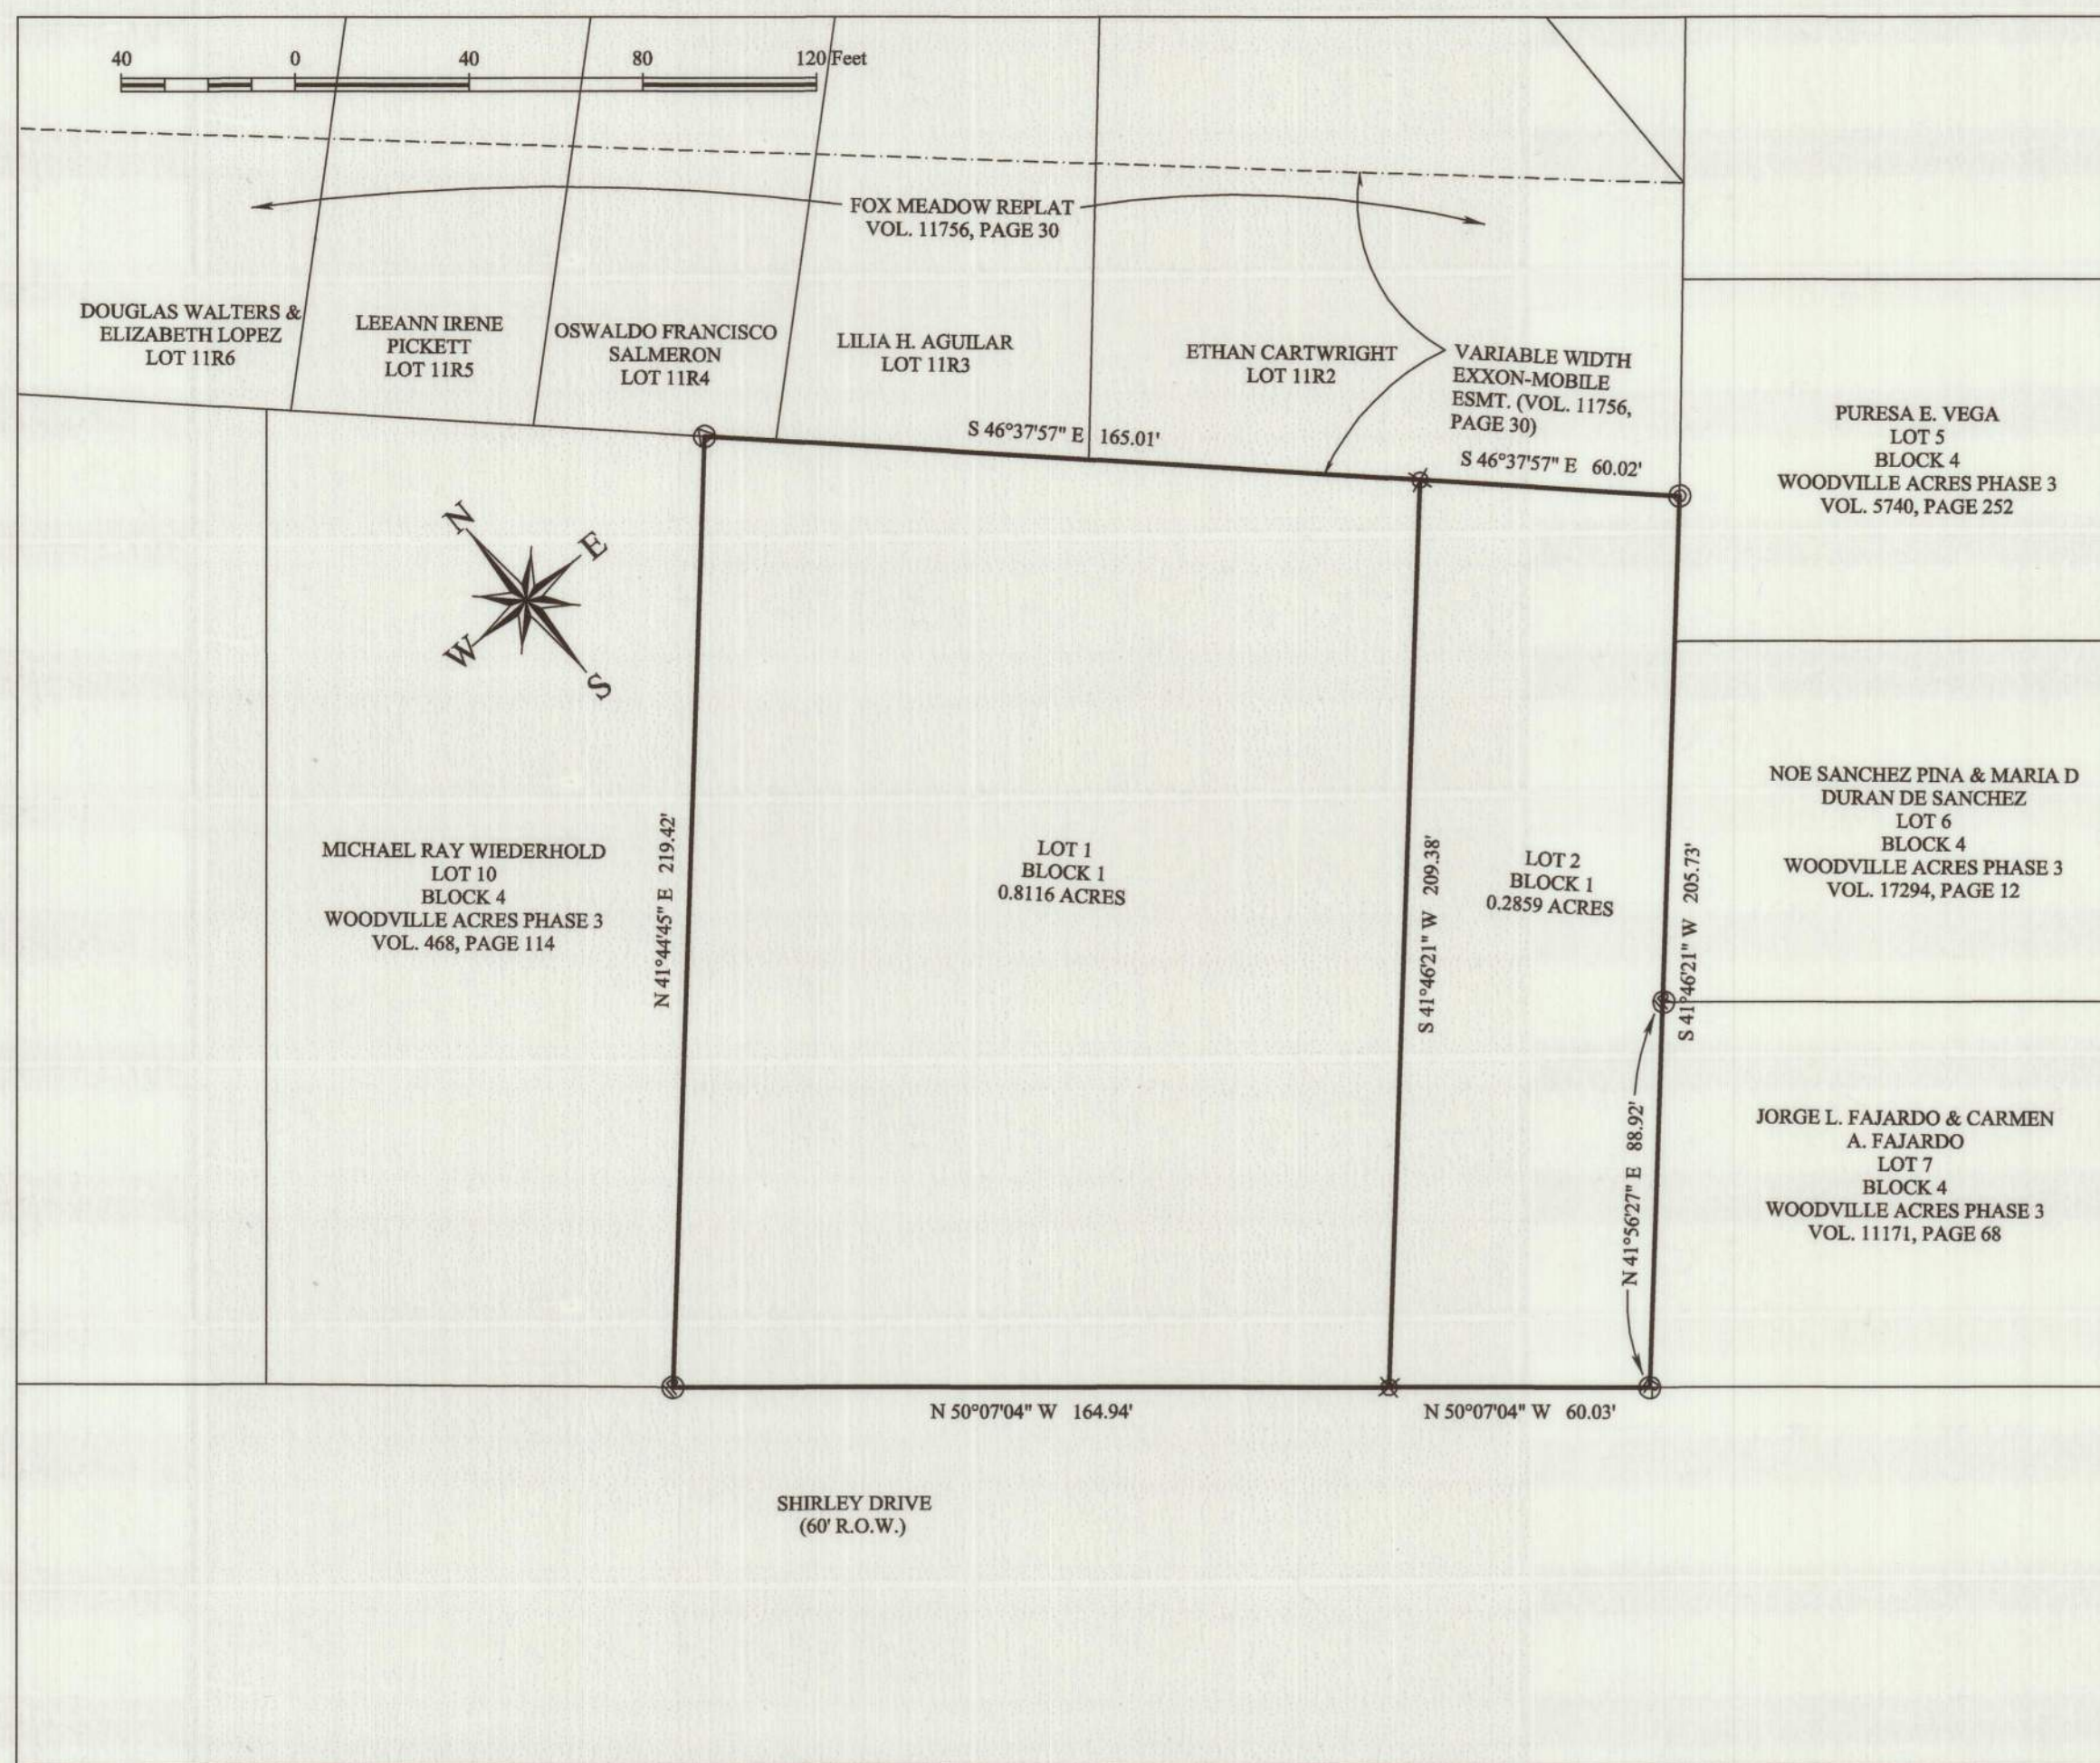 40 0 40 80 120 Feet
FOX MEADOW REPLAT
VOL. 11756, PAGE 30
DOUGLAS WALTERS &
ELIZABETH LOPEZ
LOT 11R6
LEEANN IRENE
PICKETT
LOT 11R5
OSWALDO FRANCISCO
SALMERON
LOT 11R4
LILIA H. AGUILAR
LOT 11R3
ETHAN CARTWRIGHT
LOT 11R2
VARIABLE WIDTH
EXXON-MOBILE
ESMT. (VOL. 11756,
PAGE 30)
S 46°37'57" E 165.01'
S 46°37'57" E 60.02'
PURESA E. VEGA
LOT 5
BLOCK 4
WOODVILLE ACRES PHASE 3
VOL. 5740, PAGE 252
N
E
W
S
MICHAEL RAY WIEDERHOLD
LOT 10
BLOCK 4
WOODVILLE ACRES PHASE 3
VOL. 468, PAGE 114
N 41°44'45" E 219.42'
LOT 1
BLOCK 1
0.8116 ACRES
S 41°46'21" W 209.38'
LOT 2
BLOCK 1
0.2859 ACRES
S 41°46'21" W 205.73'
NOE SANCHEZ PINA & MARIA D
DURAN DE SANCHEZ
LOT 6
BLOCK 4
WOODVILLE ACRES PHASE 3
VOL. 17294, PAGE 12
N 41°56'27" E 88.92'
JORGE L. FAJARDO & CARMEN
A. FAJARDO
LOT 7
BLOCK 4
WOODVILLE ACRES PHASE 3
VOL. 11171, PAGE 68
N 50°07'04" W 164.94'
N 50°07'04" W 60.03'
SHIRLEY DRIVE
(60' R.O.W.)